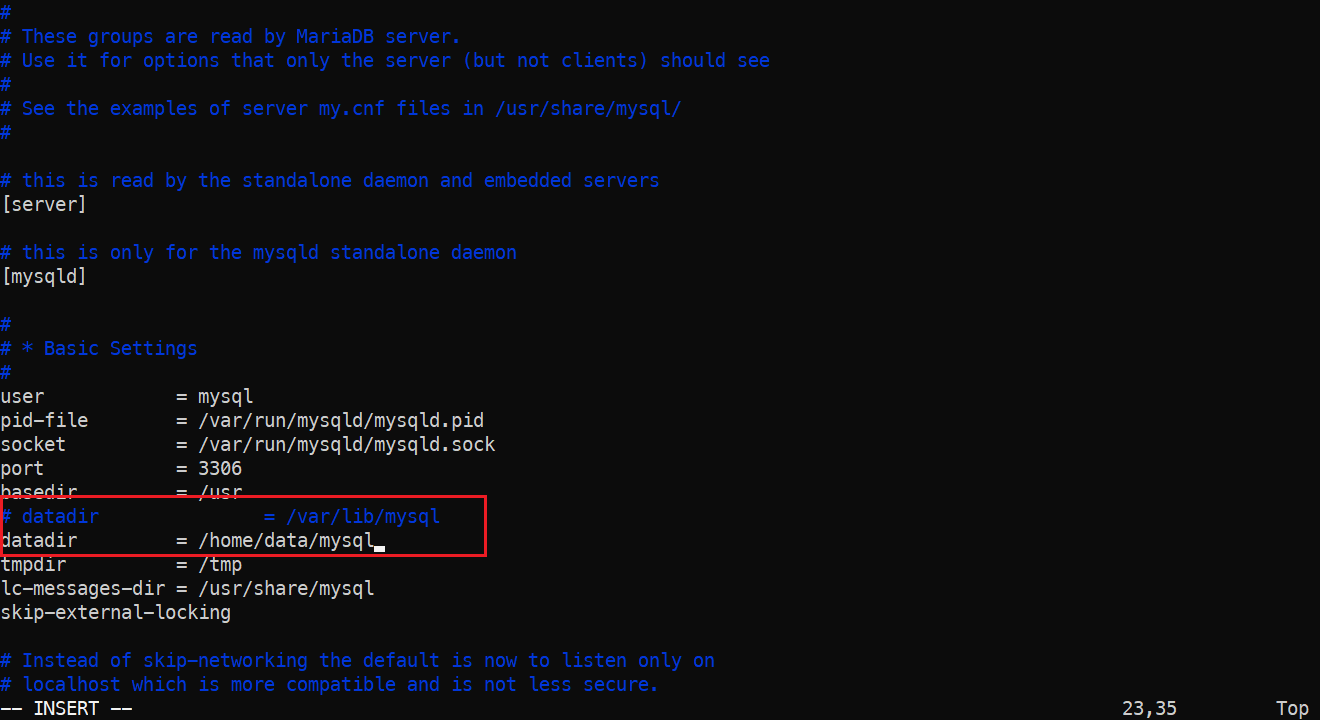 #
# These groups are read by MariaDB server.
# Use it for options that only the server (but not clients) should see
#
# See the examples of server my.cnf files in /usr/share/mysql/
#

# this is read by the standalone daemon and embedded servers
[server]

# this is only for the mysqld standalone daemon
[mysqld]

#
# * Basic Settings
#
user            = mysql
pid-file        = /var/run/mysqld/mysqld.pid
socket          = /var/run/mysqld/mysqld.sock
port            = 3306
basedir         = /usr
# datadir               = /var/lib/mysql
datadir         = /home/data/mysql
tmpdir          = /tmp
lc-messages-dir = /usr/share/mysql
skip-external-locking

# Instead of skip-networking the default is now to listen only on
# localhost which is more compatible and is not less secure.
-- INSERT -- 23,35 Top